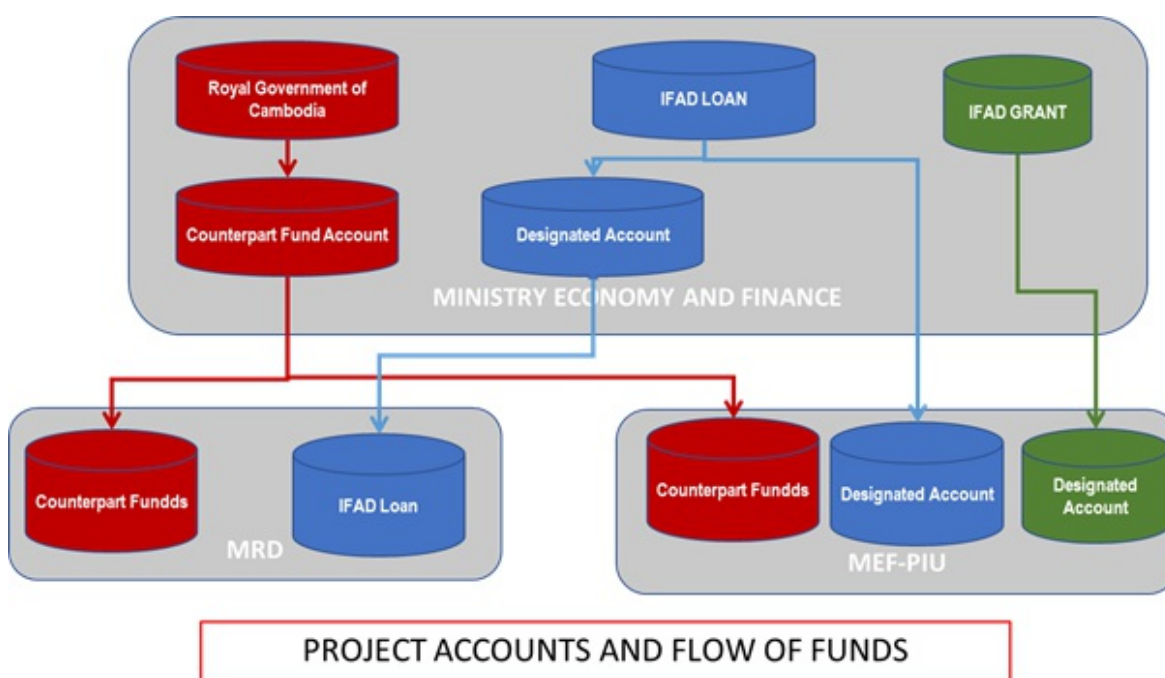 Royal Government of
Cambodia
IFAD LOAN
IFAD GRANT
Counterpart Fund Account
Designated Account
MINISTRY ECONOMY AND FINANCE
Counterpart Fundds
IFAD Loan
MRD
Counterpart Fundds
Designated Account
Designated
Account
MEF-PIU
PROJECT ACCOUNTS AND FLOW OF FUNDS